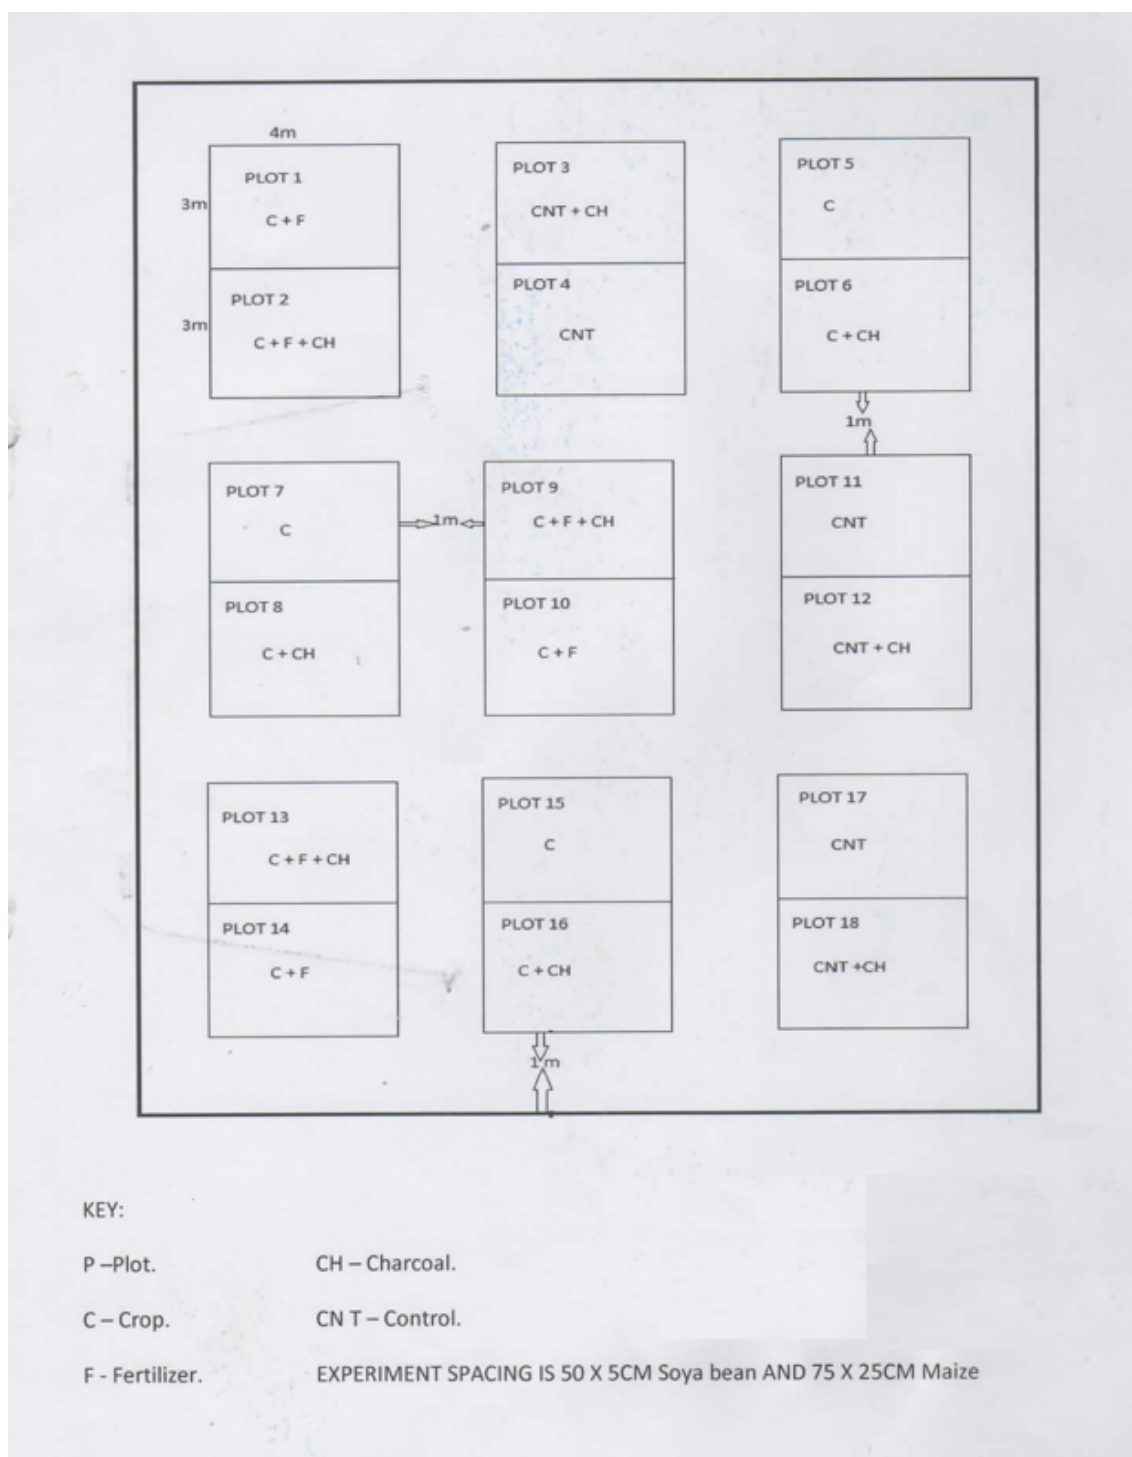 4m
3m
PLOT 1
C + F
3m
PLOT 2
C + F + CH
PLOT 3
CNT + CH
PLOT 4
CNT
PLOT 5
C
PLOT 6
C + CH
1m
PLOT 7
C
PLOT 8
C + CH
1m
PLOT 9
C + F + CH
PLOT 10
C + F
PLOT 11
CNT
PLOT 12
CNT + CH
PLOT 13
C + F + CH
PLOT 14
C + F
PLOT 15
C
PLOT 16
C + CH
PLOT 17
CNT
PLOT 18
CNT +CH
1 m
KEY:
P –Plot. CH – Charcoal.
C – Crop. CN T – Control.
F - Fertilizer. EXPERIMENT SPACING IS 50 X 5CM Soya bean AND 75 X 25CM Maize